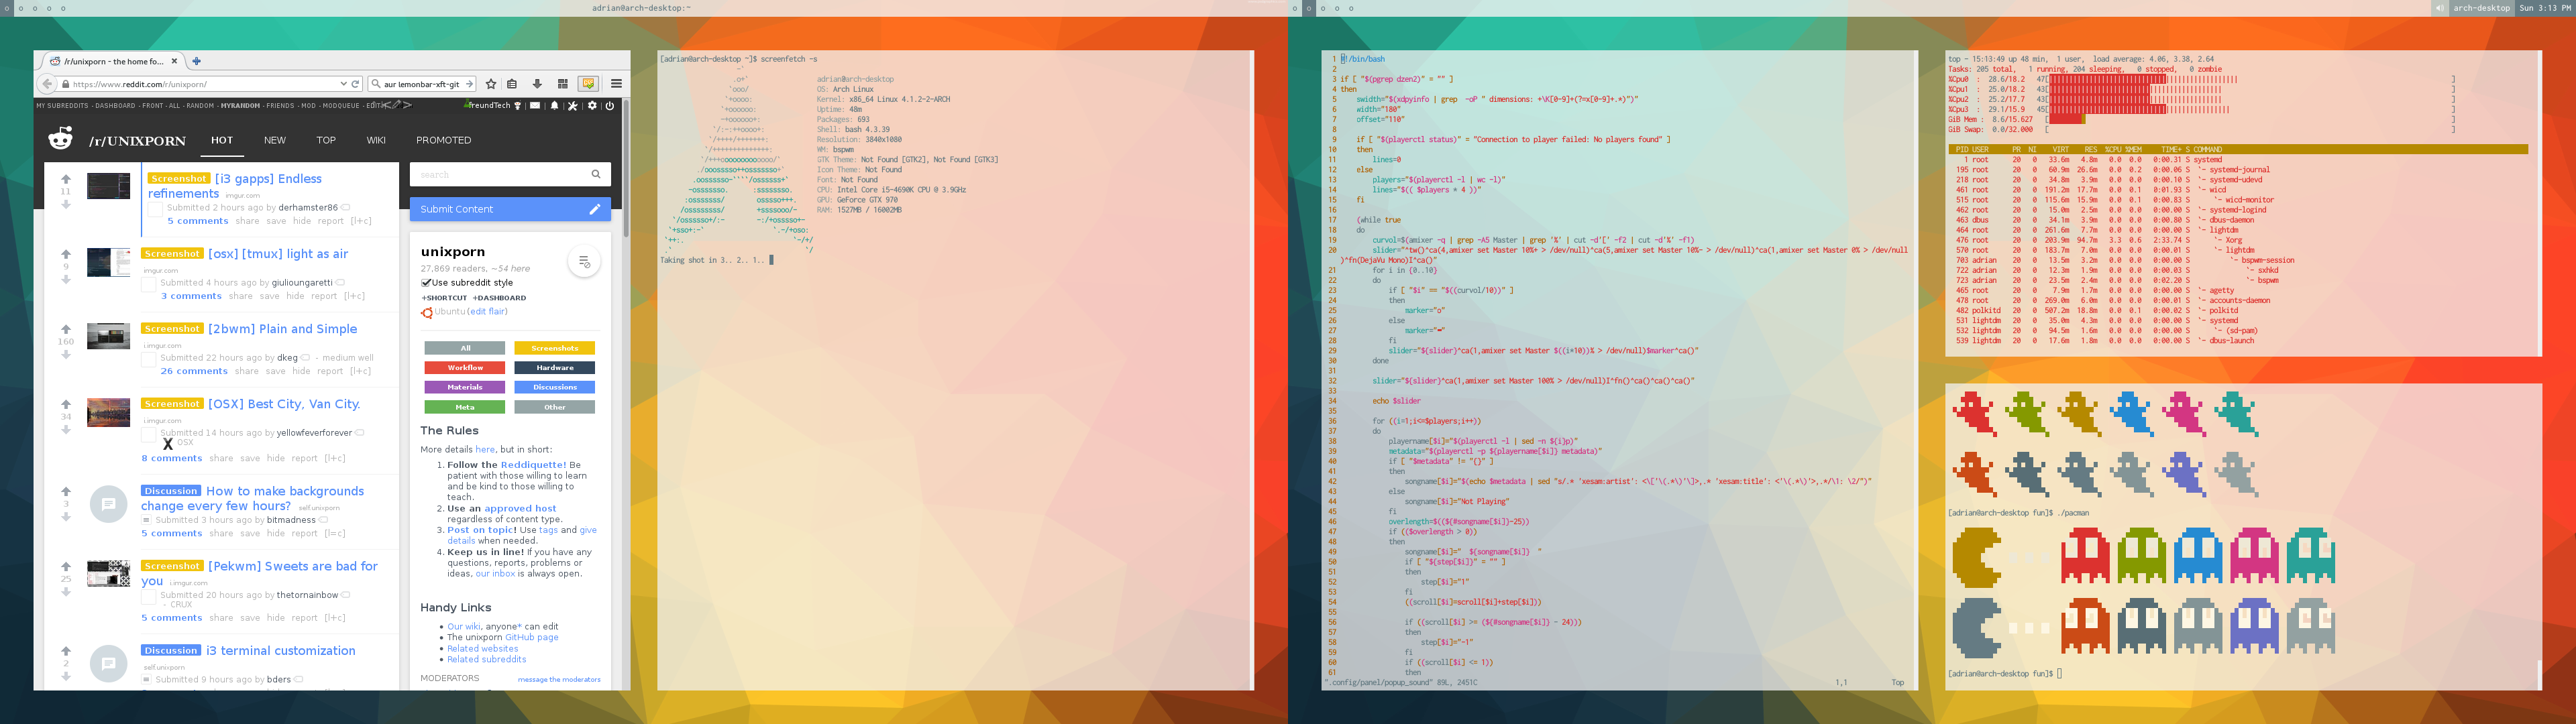 adrian@arch-desktop:~
arch-desktop Sun 3:13 PM
/r/unixporn - the home fo...
https://www.reddit.com/r/unixporn/
aur lemonbar-xft-git
MY SUBREDDITS - DASHBOARD - FRONT - ALL - RANDOM - MYRANDOM - FRIENDS - MOD - MODQUEUE - EDIT
FreundTech
/r/UNIXPORN HOT NEW TOP WIKI PROMOTED
11
Screenshot [i3 gapps] Endless
refinements imgur.com
Submitted 2 hours ago by derhamster86
5 comments share save hide report [l+c]
9
Screenshot [osx] [tmux] light as air
i.imgur.com
Submitted 4 hours ago by giulioungaretti
3 comments share save hide report [l+c]
160
Screenshot [2bwm] Plain and Simple
i.imgur.com
Submitted 22 hours ago by dkeg - medium well
26 comments share save hide report [l+c]
34
Screenshot [OSX] Best City, Van City.
i.imgur.com
Submitted 14 hours ago by yellowfeverforever
X OSX
8 comments share save hide report [l+c]
3
Discussion How to make backgrounds
change every few hours? self.unixporn
Submitted 3 hours ago by bitmadness
5 comments share save hide report [l=c]
25
Screenshot [Pekwm] Sweets are bad for
you i.imgur.com
Submitted 20 hours ago by thetornainbow
- CRUX
5 comments share save hide report [l+c]
2
Discussion i3 terminal customization
self.unixporn
Submitted 9 hours ago by bders
search
Submit Content
unixporn
27,869 readers, ~54 here
Use subreddit style
+SHORTCUT +DASHBOARD
Ubuntu (edit flair)
All Screenshots
Workflow Hardware
Materials Discussions
Meta Other
The Rules
More details here, but in short:
1. Follow the Reddiquette! Be
patient with those willing to learn
and be kind to those willing to
teach.
2. Use an approved host
regardless of content type.
3. Post on topic! Use tags and give
details when needed.
4. Keep us in line! If you have any
questions, reports, problems or
ideas, our inbox is always open.
Handy Links
Our wiki, anyone* can edit
The unixporn GitHub page
Related websites
Related subreddits
MODERATORS message the moderators
[adrian@arch-desktop ~]$ screenfetch -s
adrian@arch-desktop
OS: Arch Linux
Kernel: x86_64 Linux 4.1.2-2-ARCH
Uptime: 48m
Packages: 693
Shell: bash 4.3.39
Resolution: 3840x1080
WM: bspwm
GTK Theme: Not Found [GTK2], Not Found [GTK3]
Icon Theme: Not Found
Font: Not Found
CPU: Intel Core i5-4690K CPU @ 3.9GHz
GPU: GeForce GTX 970
RAM: 1527MB / 16002MB
Taking shot in 3.. 2.. 1..
1 #!/bin/bash
2
3 if [ "$(pgrep dzen2)" = "" ]
4 then
5 swidth="$(xdpyinfo | grep -oP " dimensions: +\K[0-9]+(?=x[0-9]+.*)")"
6 width="180"
7 offset="110"
8
9 if [ "$(playerctl status)" = "Connection to player failed: No players found" ]
10 then
11 lines=0
12 else
13 players="$(playerctl -l | wc -l)"
14 lines="$(( $players * 4 ))"
15 fi
16
17 (while true
18 do
19 curvol=$(amixer -q | grep -A5 Master | grep '%' | cut -d'[' -f2 | cut -d'%' -f1)
20 slider="^tw()^ca(4,amixer set Master 10%+ > /dev/null)^ca(5,amixer set Master 10%- > /dev/null)^ca(1,amixer set Master 0% > /dev/null
)^fn(DejaVu Mono)I^ca()"
21 for i in {0..10}
22 do
23 if [ "$i" == "$((curvol/10))" ]
24 then
25 marker="o"
26 else
27 marker="━"
28 fi
29 slider="${slider}^ca(1,amixer set Master $((i*10))% > /dev/null)$marker^ca()"
30 done
31
32 slider="${slider}^ca(1,amixer set Master 100% > /dev/null)I^fn()^ca()^ca()^ca()"
33
34 echo $slider
35
36 for ((i=1;i<=$players;i++))
37 do
38 playername[$i]="$(playerctl -l | sed -n ${i}p)"
39 metadata="$(playerctl -p ${playername[$i]} metadata)"
40 if [ "$metadata" != "{}" ]
41 then
42 songname[$i]="$(echo $metadata | sed "s/.* 'xesam:artist': <\['\(.*\)'\]>,.* 'xesam:title': <'\(.*\)'>,.*/\1: \2/")"
43 else
44 songname[$i]="Not Playing"
45 fi
46 overlength=$((${#songname[$i]}-25))
47 if (($overlength > 0))
48 then
49 songname[$i]=" ${songname[$i]} "
50 if [ "${step[$i]}" = "" ]
51 then
52 step[$i]="1"
53 fi
54 ((scroll[$i]=scroll[$i]+step[$i]))
55
56 if ((scroll[$i] >= (${#songname[$i]} - 24)))
57 then
58 step[$i]="-1"
59 fi
60 if ((scroll[$i] <= 1))
61 then
".config/panel/popup_sound" 89L, 2451C 1,1 Top
top - 15:13:49 up 48 min, 1 user, load average: 4.06, 3.38, 2.64
Tasks: 205 total, 1 running, 204 sleeping, 0 stopped, 0 zombie
%Cpu0 : 28.6/18.2 47[ ]
%Cpu1 : 25.0/18.1 43[ ]
%Cpu2 : 25.2/17.7 43[ ]
%Cpu3 : 29.1/15.9 45[ ]
GiB Mem : 8.6/15.627 [ ]
GiB Swap: 0.0/32.000 [ ]
PID USER PR NI VIRT RES %CPU %MEM TIME+ S COMMAND
1 root 20 0 33.6m 4.8m 0.0 0.0 0:00.31 S systemd
195 root 20 0 60.9m 26.6m 0.0 0.2 0:00.06 S `- systemd-journal
218 root 20 0 34.8m 3.9m 0.0 0.0 0:00.10 S `- systemd-udevd
461 root 20 0 191.2m 17.7m 0.0 0.1 0:01.93 S `- wicd
515 root 20 0 115.6m 15.9m 0.0 0.1 0:00.83 S `- wicd-monitor
462 root 20 0 15.0m 2.5m 0.0 0.0 0:00.00 S `- systemd-logind
463 dbus 20 0 34.1m 3.9m 0.0 0.0 0:00.88 S `- dbus-daemon
464 root 20 0 261.6m 7.7m 0.0 0.0 0:00.00 S `- lightdm
476 root 20 0 203.9m 94.7m 3.3 0.6 2:33.74 S `- Xorg
570 root 20 0 183.7m 7.0m 0.0 0.0 0:00.01 S `- lightdm
703 adrian 20 0 13.5m 3.2m 0.0 0.0 0:00.00 S `- bspwm-session
722 adrian 20 0 12.3m 1.9m 0.0 0.0 0:00.03 S `- sxhkd
723 adrian 20 0 23.5m 2.4m 0.0 0.0 0:02.20 S `- bspwm
465 root 20 0 7.9m 1.7m 0.0 0.0 0:00.00 S `- agetty
478 root 20 0 269.0m 6.0m 0.0 0.0 0:00.01 S `- accounts-daemon
482 polkitd 20 0 507.2m 18.8m 0.0 0.1 0:00.02 S `- polkitd
531 lightdm 20 0 35.0m 4.3m 0.0 0.0 0:00.00 S `- systemd
532 lightdm 20 0 94.5m 1.6m 0.0 0.0 0:00.00 S `- (sd-pam)
539 lightdm 20 0 17.6m 1.8m 0.0 0.0 0:00.00 S `- dbus-launch
[adrian@arch-desktop fun]$ ./pacman
[adrian@arch-desktop fun]$